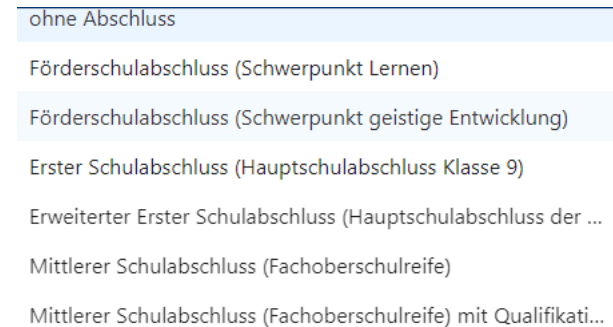 ohne Abschluss
Förderschulabschluss (Schwerpunkt Lernen)
Förderschulabschluss (Schwerpunkt geistige Entwicklung)
Erster Schulabschluss (Hauptschulabschluss Klasse 9)
Erweiterter Erster Schulabschluss (Hauptschulabschluss der ...
Mittlerer Schulabschluss (Fachoberschulreife)
Mittlerer Schulabschluss (Fachoberschulreife) mit Qualifikati...